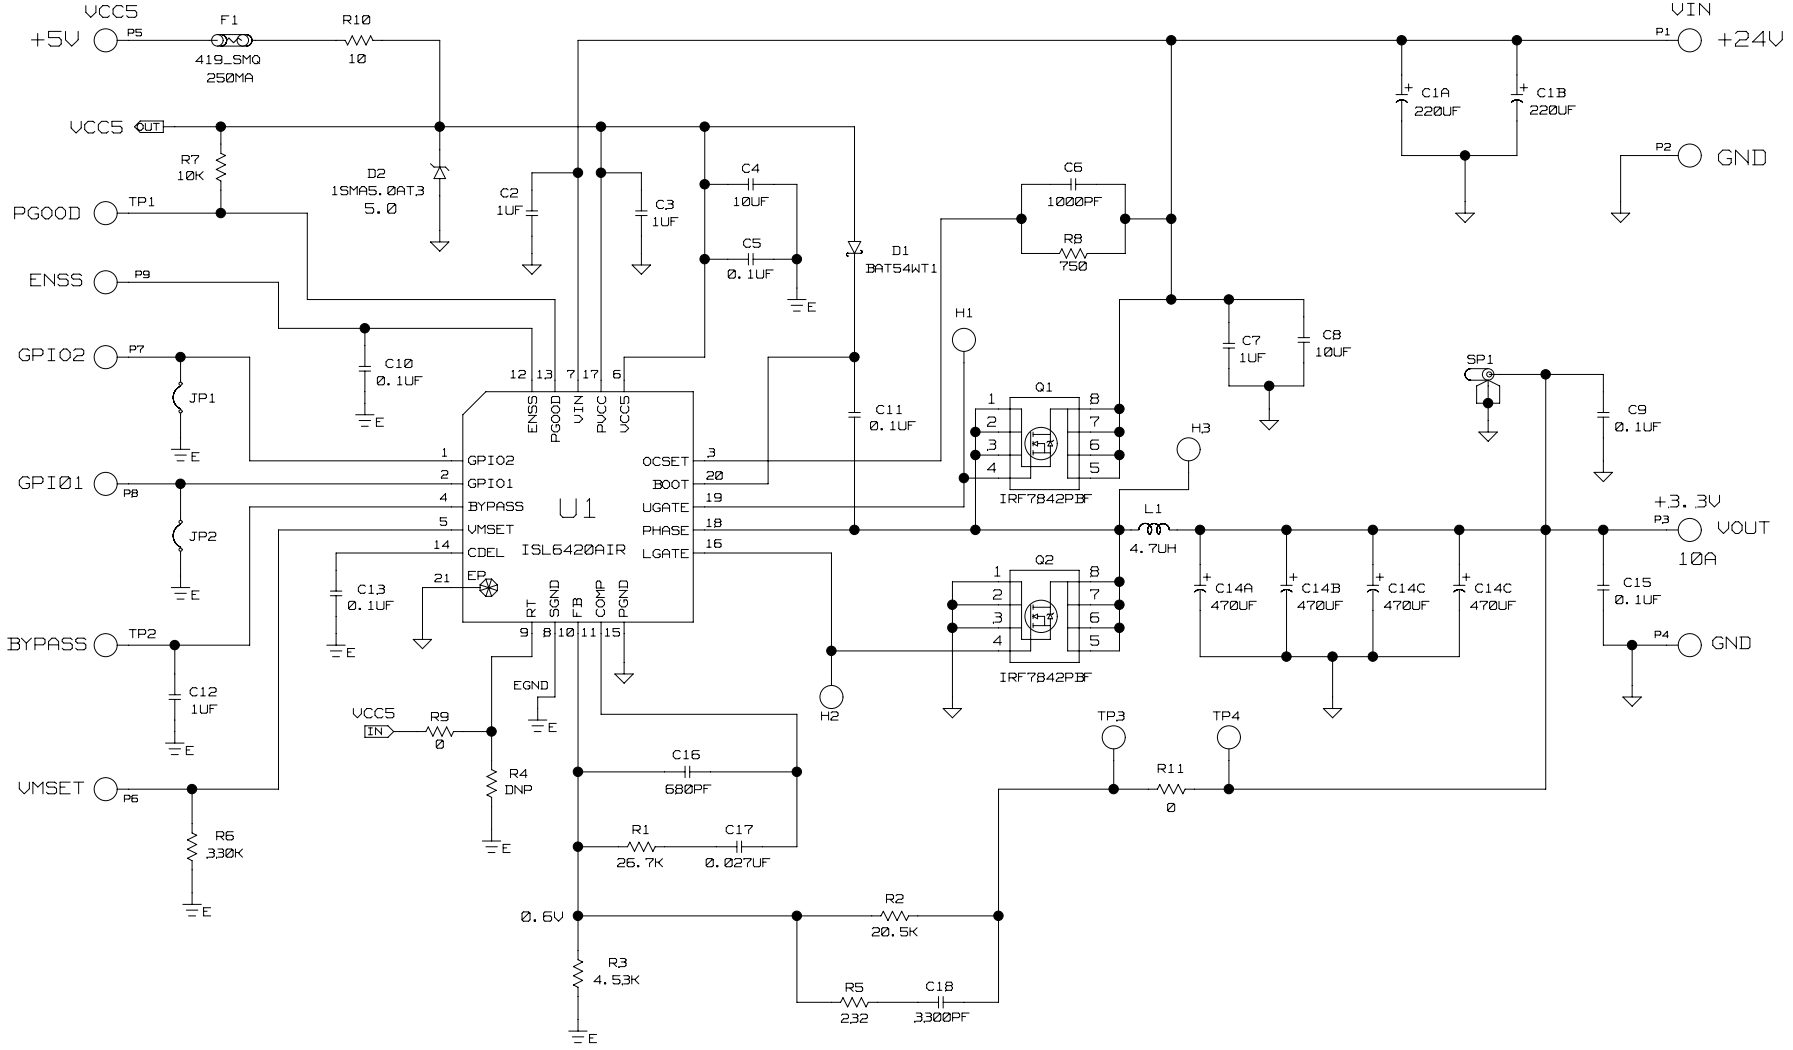 VCC5
+5V P5
F1
419_SMQ
250MA
R10
10
VIN
P1 +24V
C1A
220UF
C1B
220UF
P2 GND
VCC5 OUT
R7
10K
PGOOD TP1
D2
1SMA5.0AT3
5.0
C2
1UF
C3
1UF
C4
10UF
C5
0.1UF
E
D1
BAT54WT1
C6
1000PF
R8
750
ENSS P9
C10
0.1UF
E
GPIO2 P7
JP1
E
GPIO1 P8
JP2
E
H1
C7
1UF
C8
10UF
SP1
C9
0.1UF
C11
0.1UF
12 13 7 17 6
ENSS
PGOOD
VIN
PVCC
VCC5
1 GPIO2
2 GPIO1
4 BYPASS
5 VMSET
14 CDEL
21 EP
U1
ISL6420AIR
OCSET 3
BOOT 20
UGATE 19
PHASE 18
LGATE 16
RT
SGND
FB
COMP
PGND
9 8 10 11 15
C13
0.1UF
E
Q1
1 8
2 7
3 6
4 5
IRF7842PBF
H3
L1
4.7UH
Q2
1 8
2 7
3 6
4 5
IRF7842PBF
H2
+3.3V
P3 VOUT
10A
C14A
470UF
C14B
470UF
C14C
470UF
C14C
470UF
C15
0.1UF
P4 GND
BYPASS TP2
C12
1UF
E
EGND
E
VCC5
IN
R9
0
R4
DNP
E
VMSET P6
R6
330K
E
C16
680PF
R1
26.7K
C17
0.027UF
TP3
TP4
R11
0
0.6V
R2
20.5K
R3
4.53K
E
R5
232
C18
3300PF